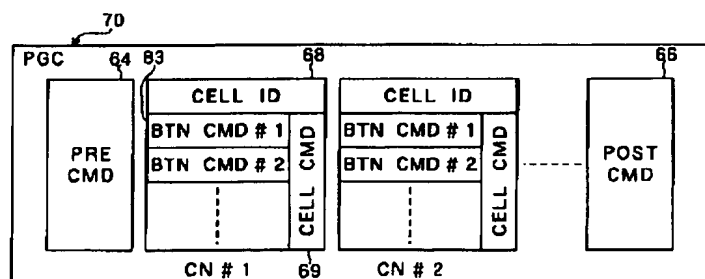 70
PGC
64
83
68
66
PRE
CMD
CELL ID
BTN CMD # 1
BTN CMD # 2
CELL CMD
CELL ID
BTN CMD # 1
BTN CMD # 2
CELL CMD
POST
CMD
CN # 1
69
CN # 2